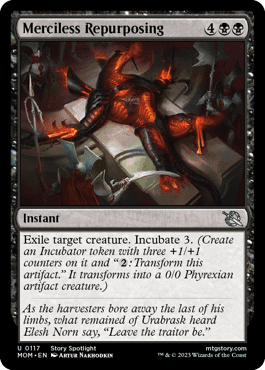 Merciless Repurposing 4
Instant
Exile target creature. Incubate 3. (Create
an Incubator token with three +1/+1
counters on it and “2: Transform this
artifact.” It transforms into a 0/0 Phyrexian
artifact creature.)
As the harvesters bore away the last of his
limbs, what remained of Urabrask heard
Elesh Norn say, “Leave the traitor be.”
U 0117 Story Spotlight mtgstory.com
MOM • EN Artur Nakhodkin ™ & © 2023 Wizards of the Coast